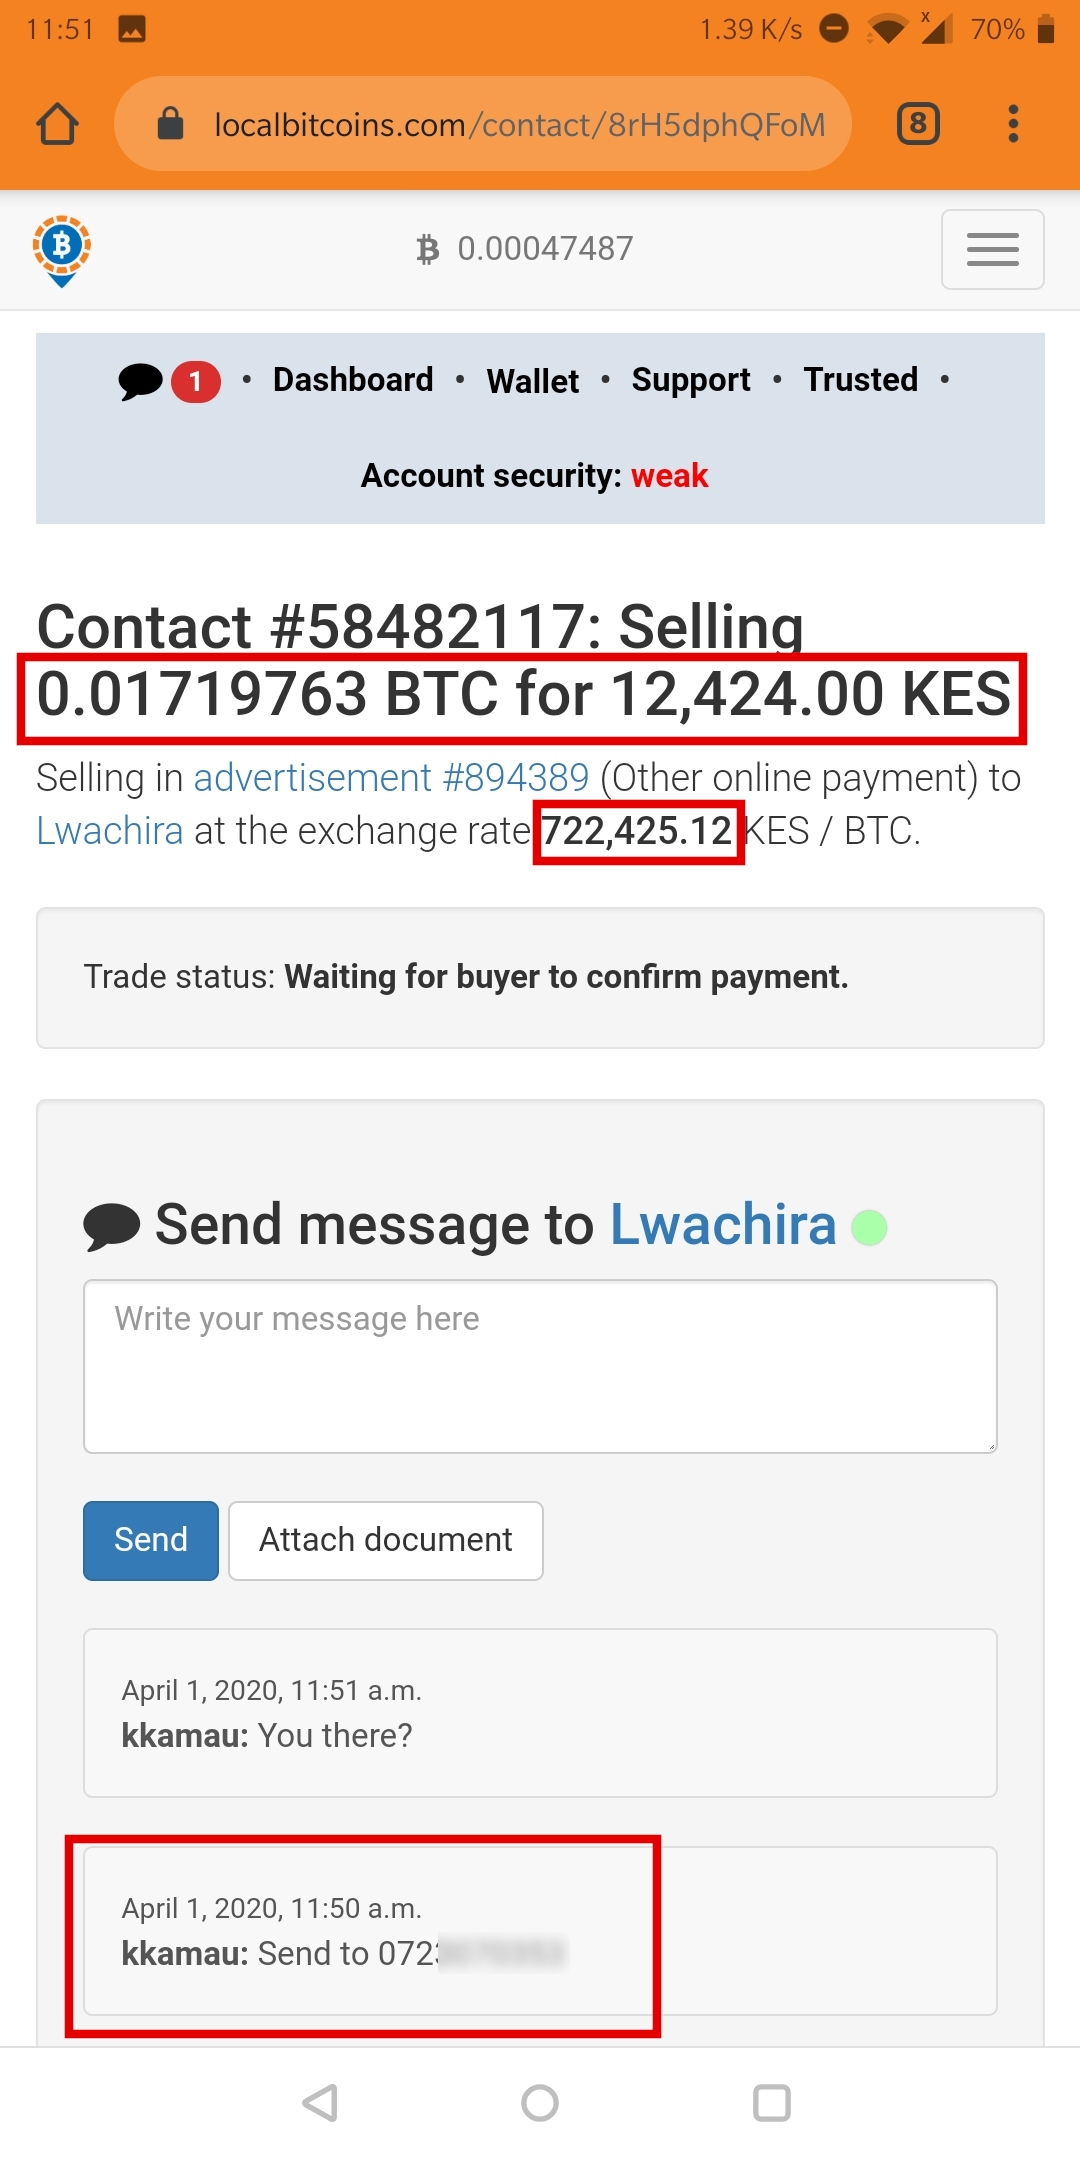 11:51 1.39 K/s x 70%
localbitcoins.com/contact/8rH5dphQFoM 8
0.00047487
1 • Dashboard • Wallet • Support • Trusted •
Account security: weak
Contact #58482117: Selling
0.01719763 BTC for 12,424.00 KES
Selling in advertisement #894389 (Other online payment) to
Lwachira at the exchange rate 722,425.12 KES / BTC.
Trade status: Waiting for buyer to confirm payment.
Send message to Lwachira
Write your message here
Send Attach document
April 1, 2020, 11:51 a.m.
kkamau: You there?
April 1, 2020, 11:50 a.m.
kkamau: Send to 072